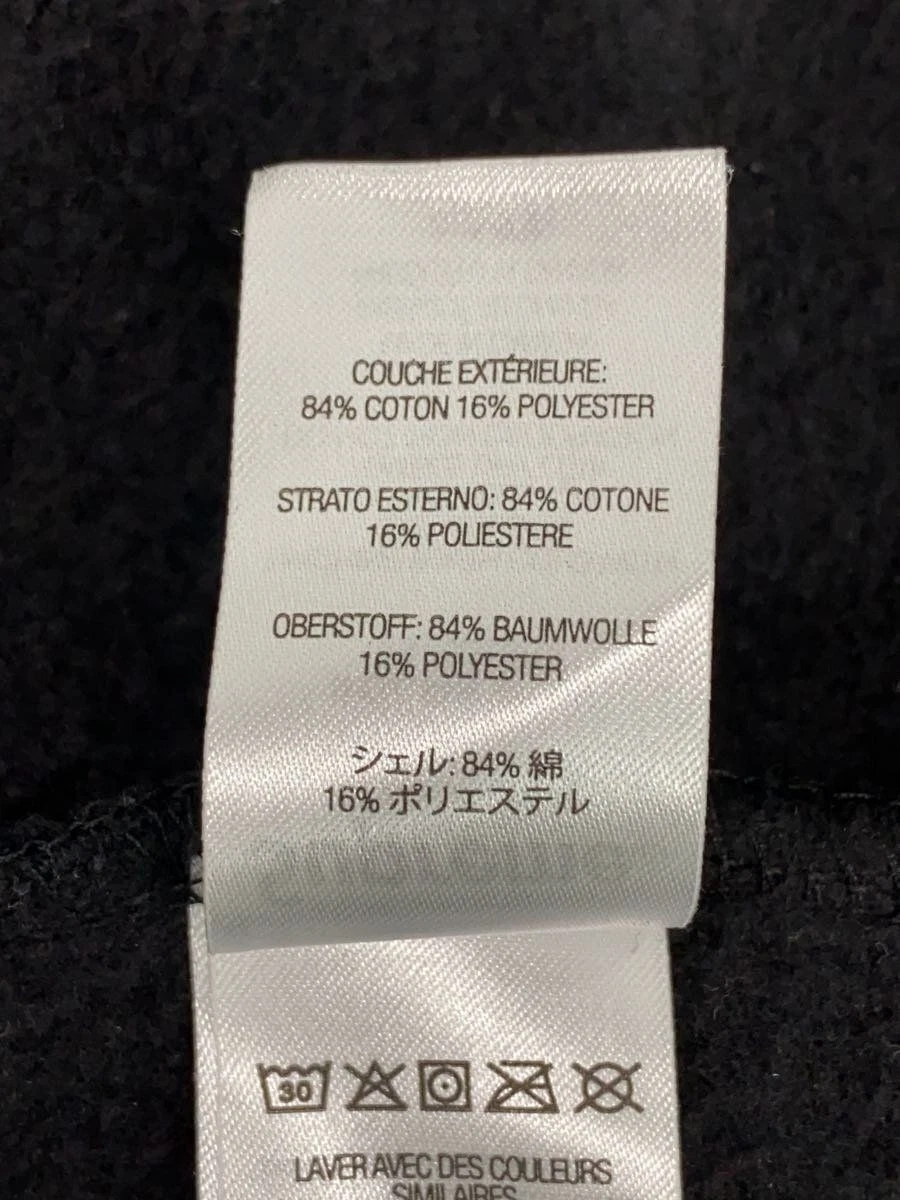 COUCHE EXTÉRIEURE:
84% COTON 16% POLYESTER
STRATO ESTERNO: 84% COTONE
16% POLIESTERE
OBERSTOFF: 84% BAUMWOLLE
16% POLYESTER
シェル: 84% 綿
16% ポリエステル
30
LAVER AVEC DES COULEURS
SIMILAIRES